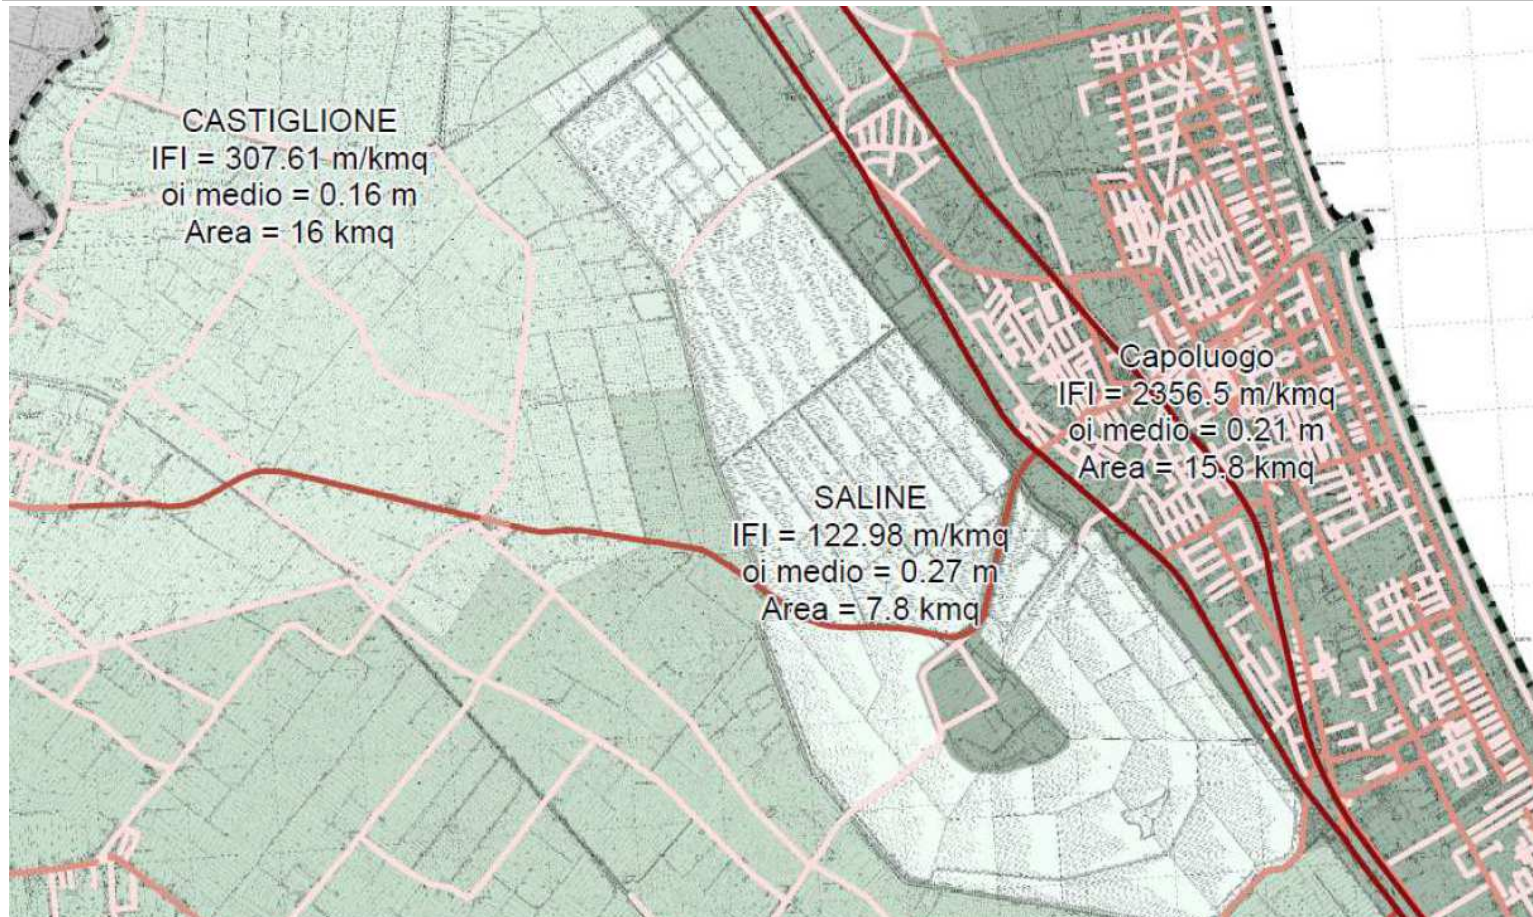 CASTIGLIONE
IFI = 307.61 m/kmq
oi medio = 0.16 m
Area = 16 kmq
Capoluogo
IFI = 2356.5 m/kmq
oi medio = 0.21 m
Area = 15.8 kmq
SALINE
IFI = 122.98 m/kmq
oi medio = 0.27 m
Area = 7.8 kmq